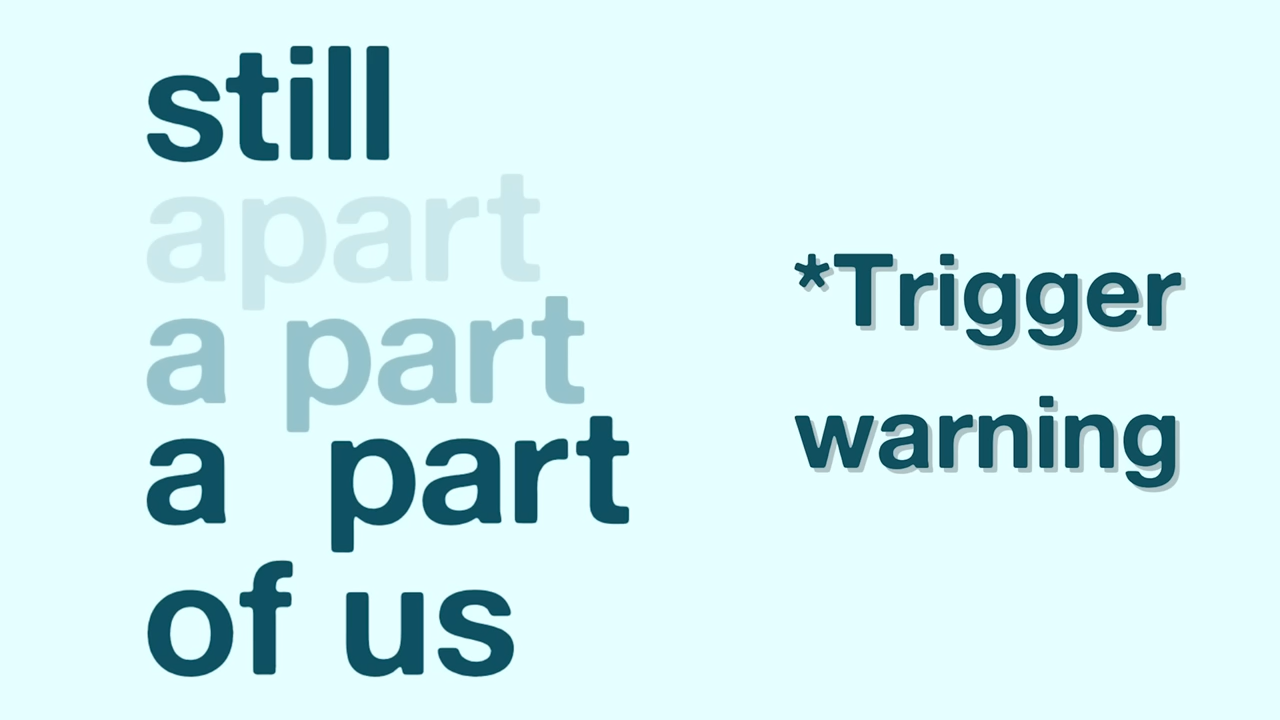 still
apart
a part
a part
of us
*Trigger
warning